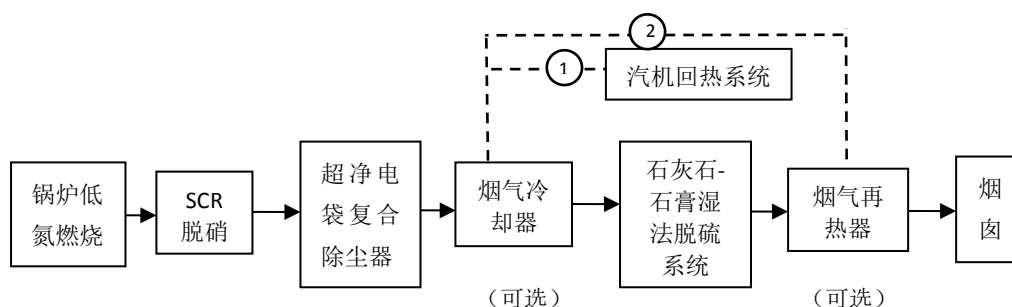 ②
①
汽机回热系统
锅炉低
氮燃烧
SCR
脱硝
超净电
袋复合
除尘器
烟气冷
却器
石灰石-
石膏湿
法脱硫
系统
烟气再
热器
烟
囱
（可选）
（可选）